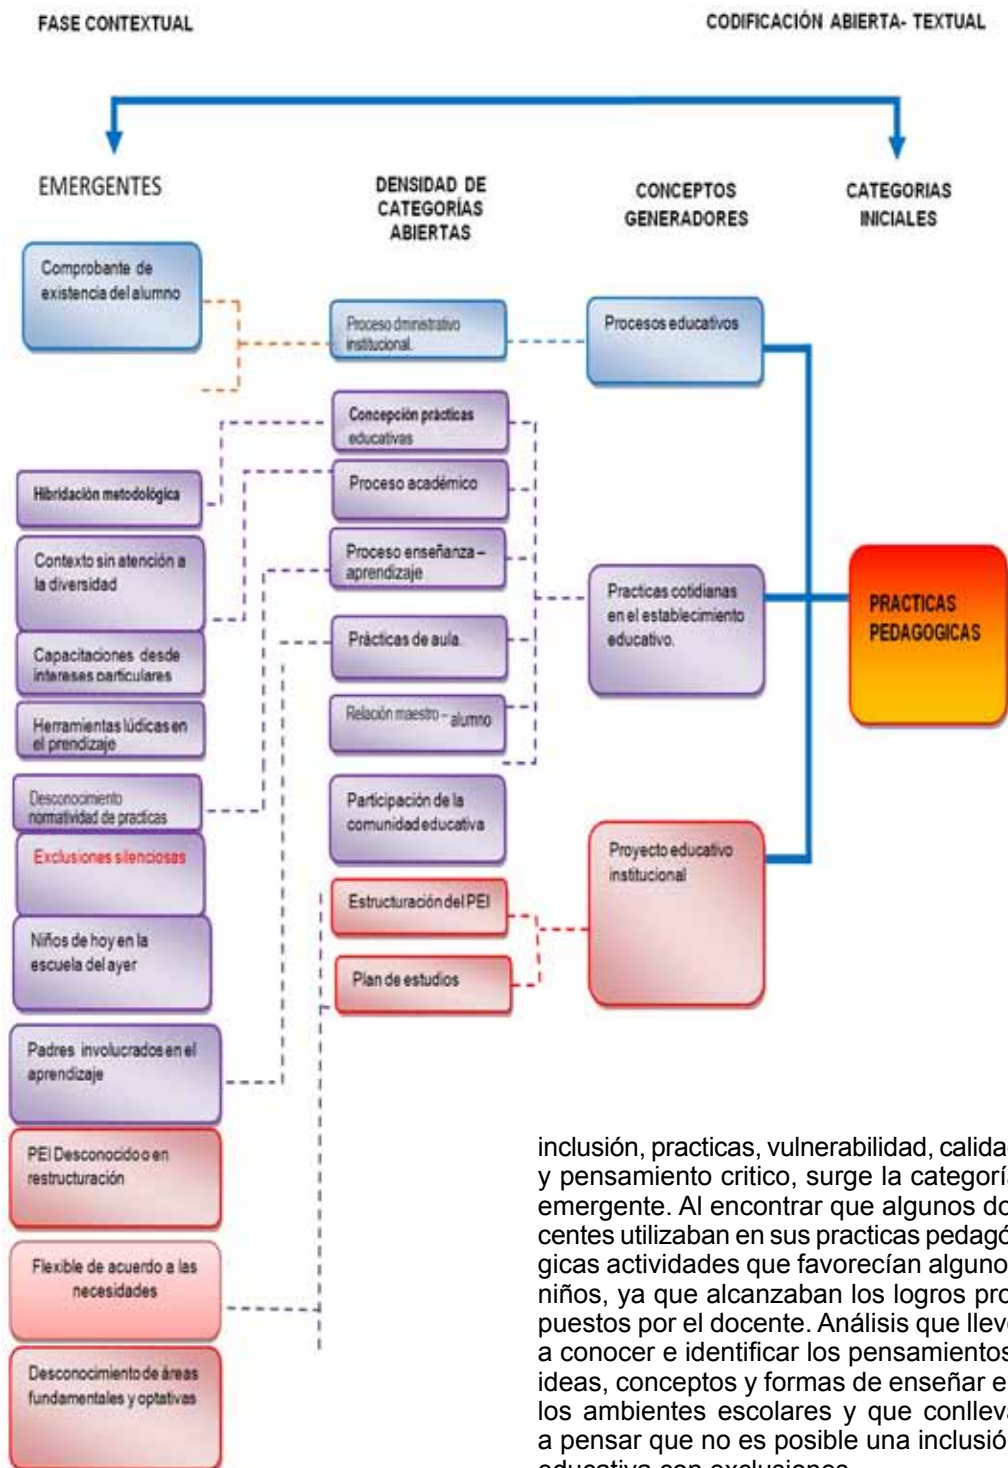 FASE CONTEXTUAL
CODIFICACIÓN ABIERTA- TEXTUAL
EMERGENTES
DENSIDAD DE
CATEGORÍAS
ABIERTAS
CONCEPTOS
GENERADORES
CATEGORIAS
INICIALES
Comprobante de
existencia del alumno
Hibridación metodológica
Contexto sin atención a
la diversidad
Capacitaciones desde
intereses particulares
Herramientas lúdicas en
el prendizaje
Desconocimiento
normatividad de practicas
Exclusiones silenciosas
Niños de hoy en la
escuela del ayer
Padres involucrados en el
aprendizaje
PEI Desconocido o en
restructuración
Flexible de acuerdo a las
necesidades
Desconocimiento de áreas
fundamentales y optativas
Proceso dministrativo
institucional.
Concepción prácticas
educativas
Proceso académico
Proceso enseñanza –
aprendizaje
Prácticas de aula.
Relación maestro – alumno
Participación de la
comunidad educativa
Estructuración del PEI
Plan de estudios
Procesos educativos
Practicas cotidianas
en el establecimiento
educativo.
Proyecto educativo
institucional
PRACTICAS
PEDAGOGICAS
inclusión, practicas, vulnerabilidad, calida
y pensamiento critico, surge la categorí
emergente. Al encontrar que algunos do
centes utilizaban en sus practicas pedagó
gicas actividades que favorecían alguno
niños, ya que alcanzaban los logros pro
puestos por el docente. Análisis que llev
a conocer e identificar los pensamientos
ideas, conceptos y formas de enseñar e
los ambientes escolares y que conlleva
a pensar que no es posible una inclusió
educativa con exclusiones